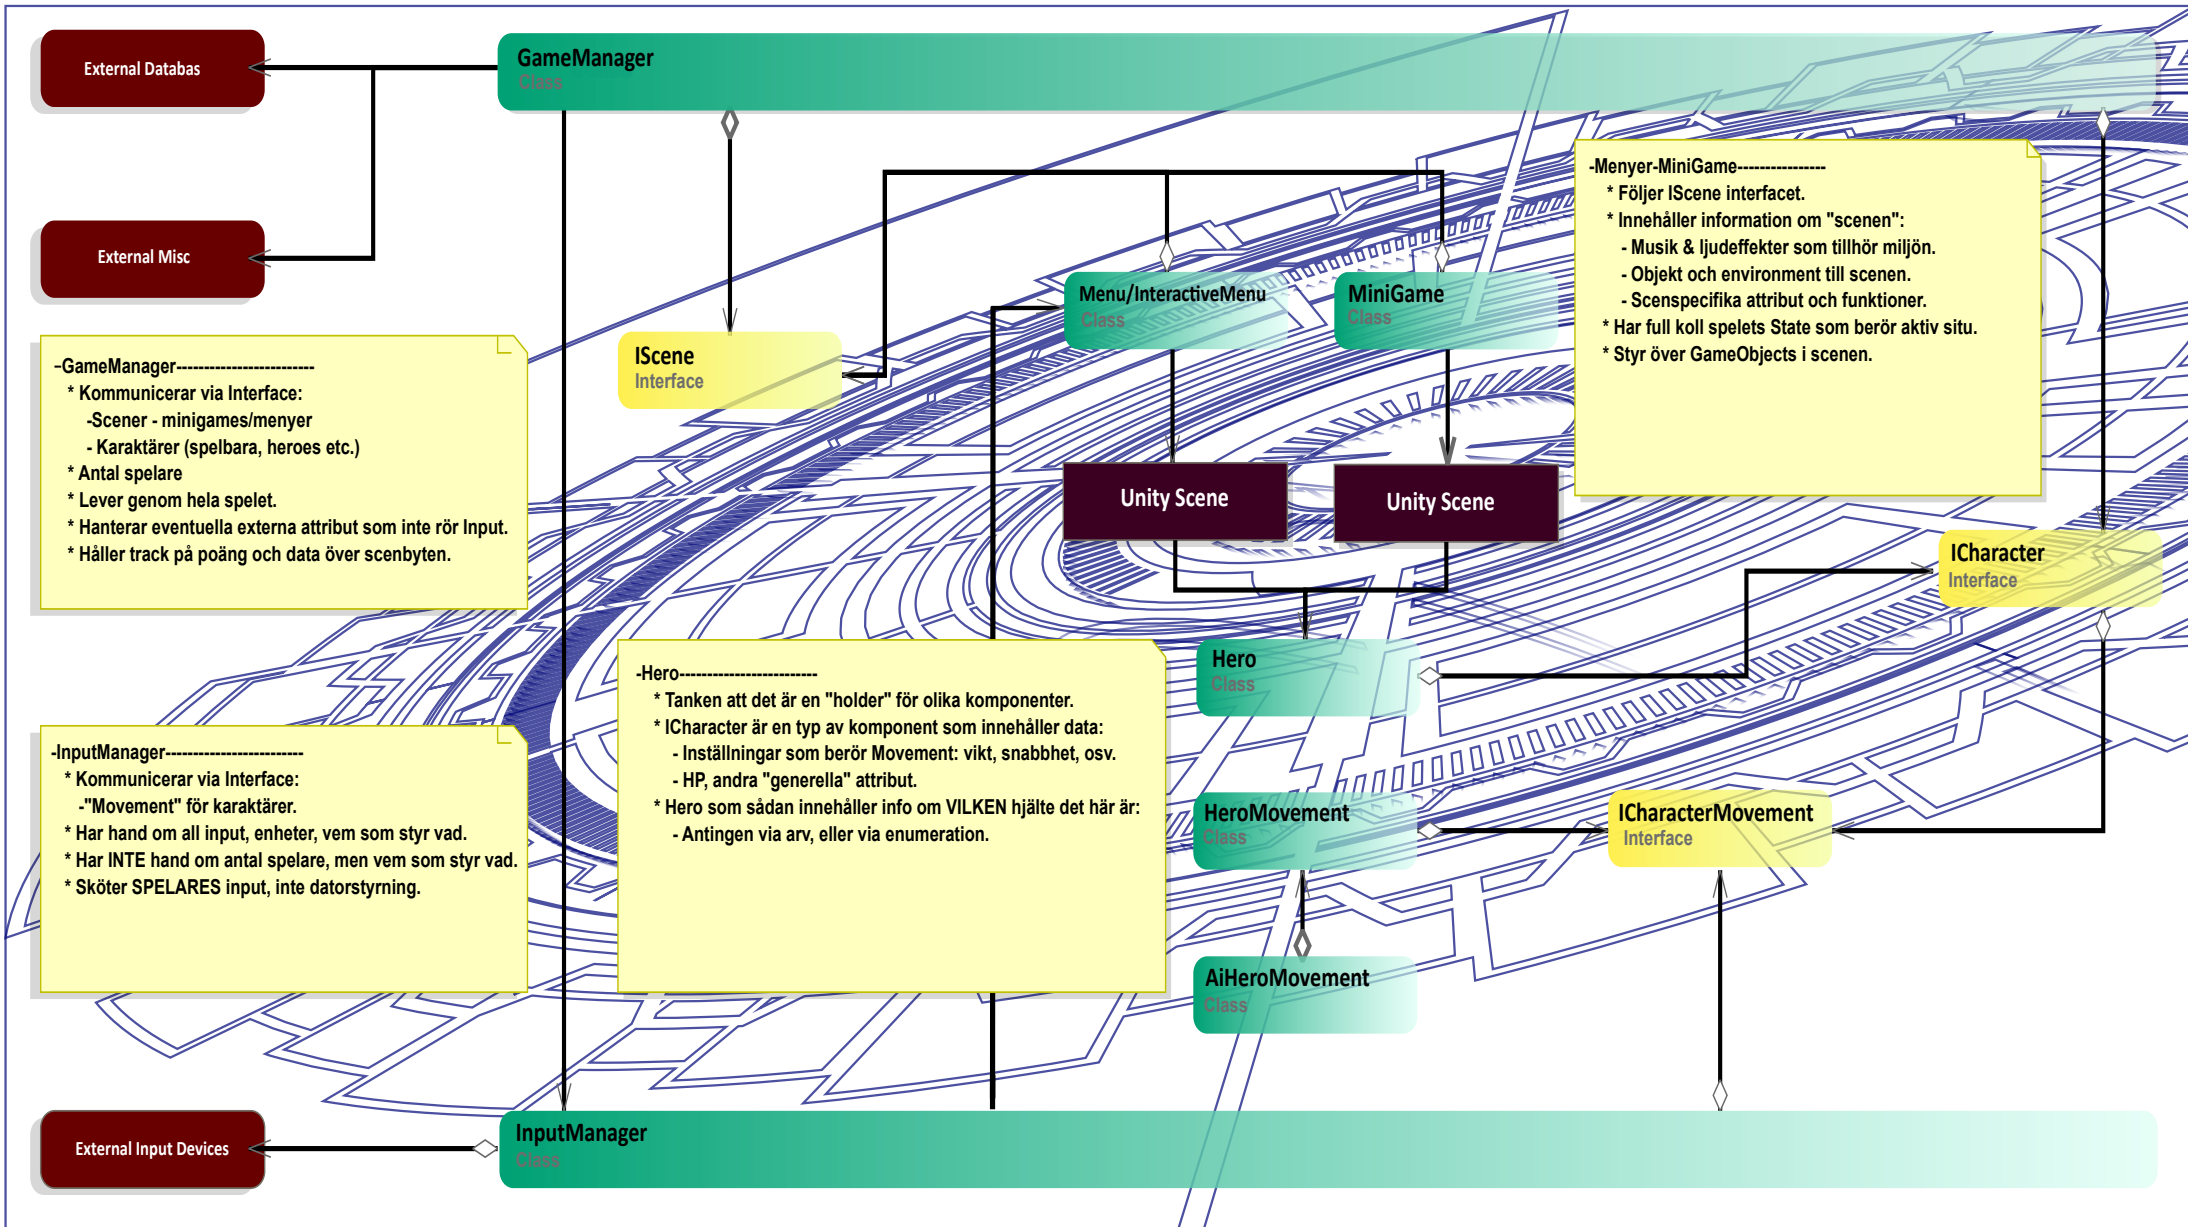 External Databas
GameManager
Class
External Misc
-Menyer-MiniGame----------------
* Följer IScene interfacet.
* Innehåller information om "scenen":
- Musik & ljudeffekter som tillhör miljön.
- Objekt och environment till scenen.
- Scenspecifika attribut och funktioner.
* Har full koll spelets State som berör aktiv situ.
* Styr över GameObjects i scenen.
Menu/InteractiveMenu
Class
MiniGame
Class
IScene
Interface
-GameManager-------------------------
* Kommunicerar via Interface:
-Scener - minigames/menyer
- Karaktärer (spelbara, heroes etc.)
* Antal spelare
* Lever genom hela spelet.
* Hanterar eventuella externa attribut som inte rör Input.
* Håller track på poäng och data över scenbyten.
Unity Scene
Unity Scene
ICharacter
Interface
-Hero-------------------------
* Tanken att det är en "holder" för olika komponenter.
* ICharacter är en typ av komponent som innehåller data:
- Inställningar som berör Movement: vikt, snabbhet, osv.
- HP, andra "generella" attribut.
* Hero som sådan innehåller info om VILKEN hjälte det här är:
- Antingen via arv, eller via enumeration.
Hero
Class
-InputManager-------------------------
* Kommunicerar via Interface:
-"Movement" för karaktärer.
* Har hand om all input, enheter, vem som styr vad.
* Har INTE hand om antal spelare, men vem som styr vad.
* Sköter SPELARES input, inte datorstyrning.
HeroMovement
Class
ICharacterMovement
Interface
AiHeroMovement
Class
External Input Devices
InputManager
Class